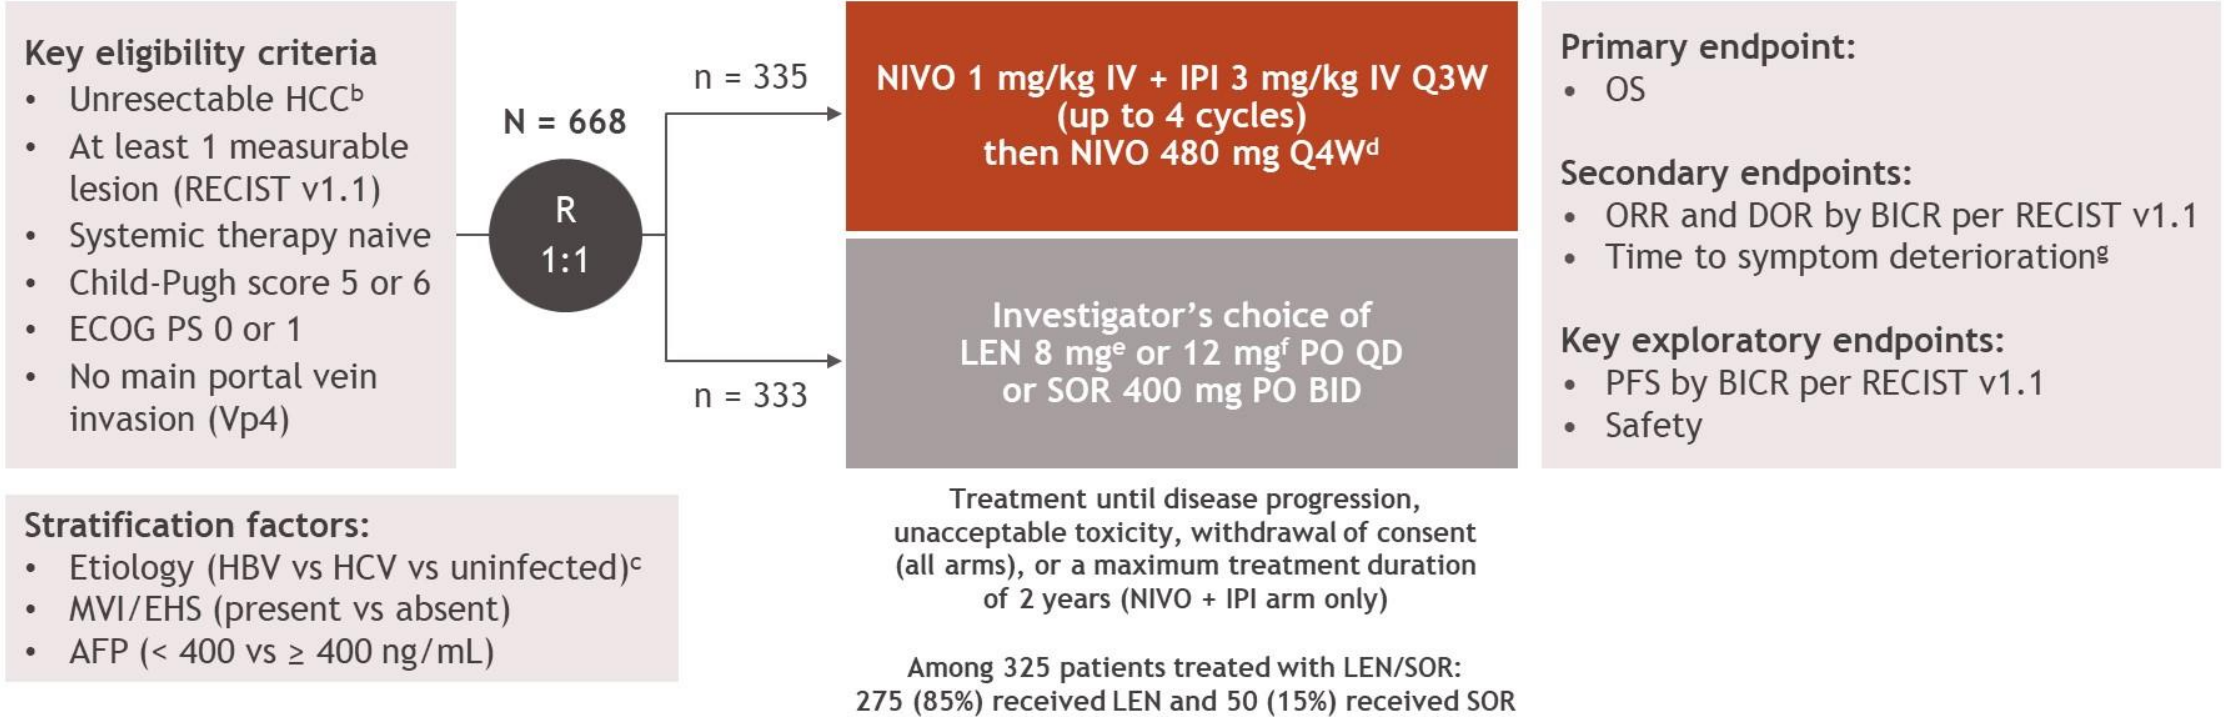 Key eligibility criteria
• Unresectable HCCᵇ
• At least 1 measurable
lesion (RECIST v1.1)
• Systemic therapy naive
• Child-Pugh score 5 or 6
• ECOG PS 0 or 1
• No main portal vein
invasion (Vp4)
Stratification factors:
• Etiology (HBV vs HCV vs uninfected)ᶜ
• MVI/EHS (present vs absent)
• AFP (< 400 vs ≥ 400 ng/mL)
N = 668
R
1:1
n = 335
n = 333
NIVO 1 mg/kg IV + IPI 3 mg/kg IV Q3W
(up to 4 cycles)
then NIVO 480 mg Q4Wᵈ
Investigator’s choice of
LEN 8 mgᵉ or 12 mgᶠ PO QD
or SOR 400 mg PO BID
Treatment until disease progression,
unacceptable toxicity, withdrawal of consent
(all arms), or a maximum treatment duration
of 2 years (NIVO + IPI arm only)
Among 325 patients treated with LEN/SOR:
275 (85%) received LEN and 50 (15%) received SOR
Primary endpoint:
• OS
Secondary endpoints:
• ORR and DOR by BICR per RECIST v1.1
• Time to symptom deteriorationᵍ
Key exploratory endpoints:
• PFS by BICR per RECIST v1.1
• Safety